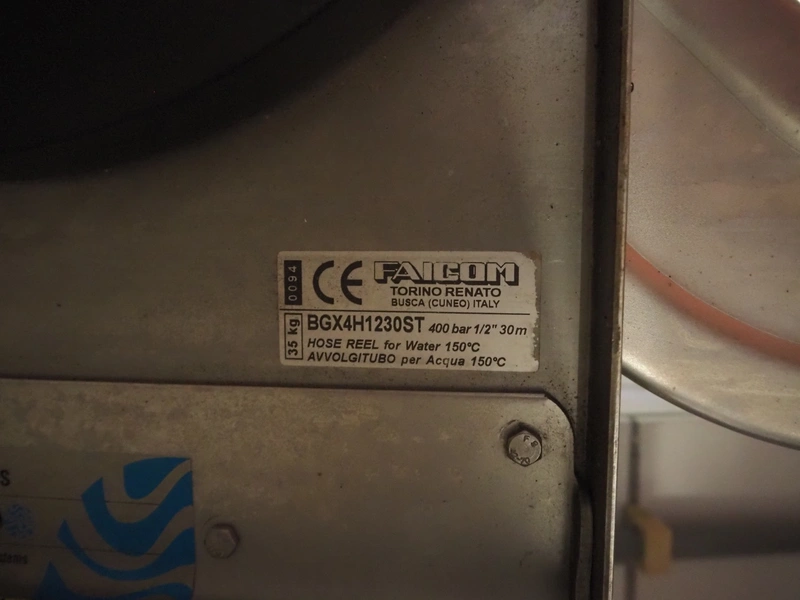 0094
CE FAICOM
TORINO RENATO
BUSCA (CUNEO) ITALY
35 kg
BGX4H1230ST 400 bar 1/2" 30m
HOSE REEL for Water 150°C
AVVOLGITUBO per Acqua 150°C